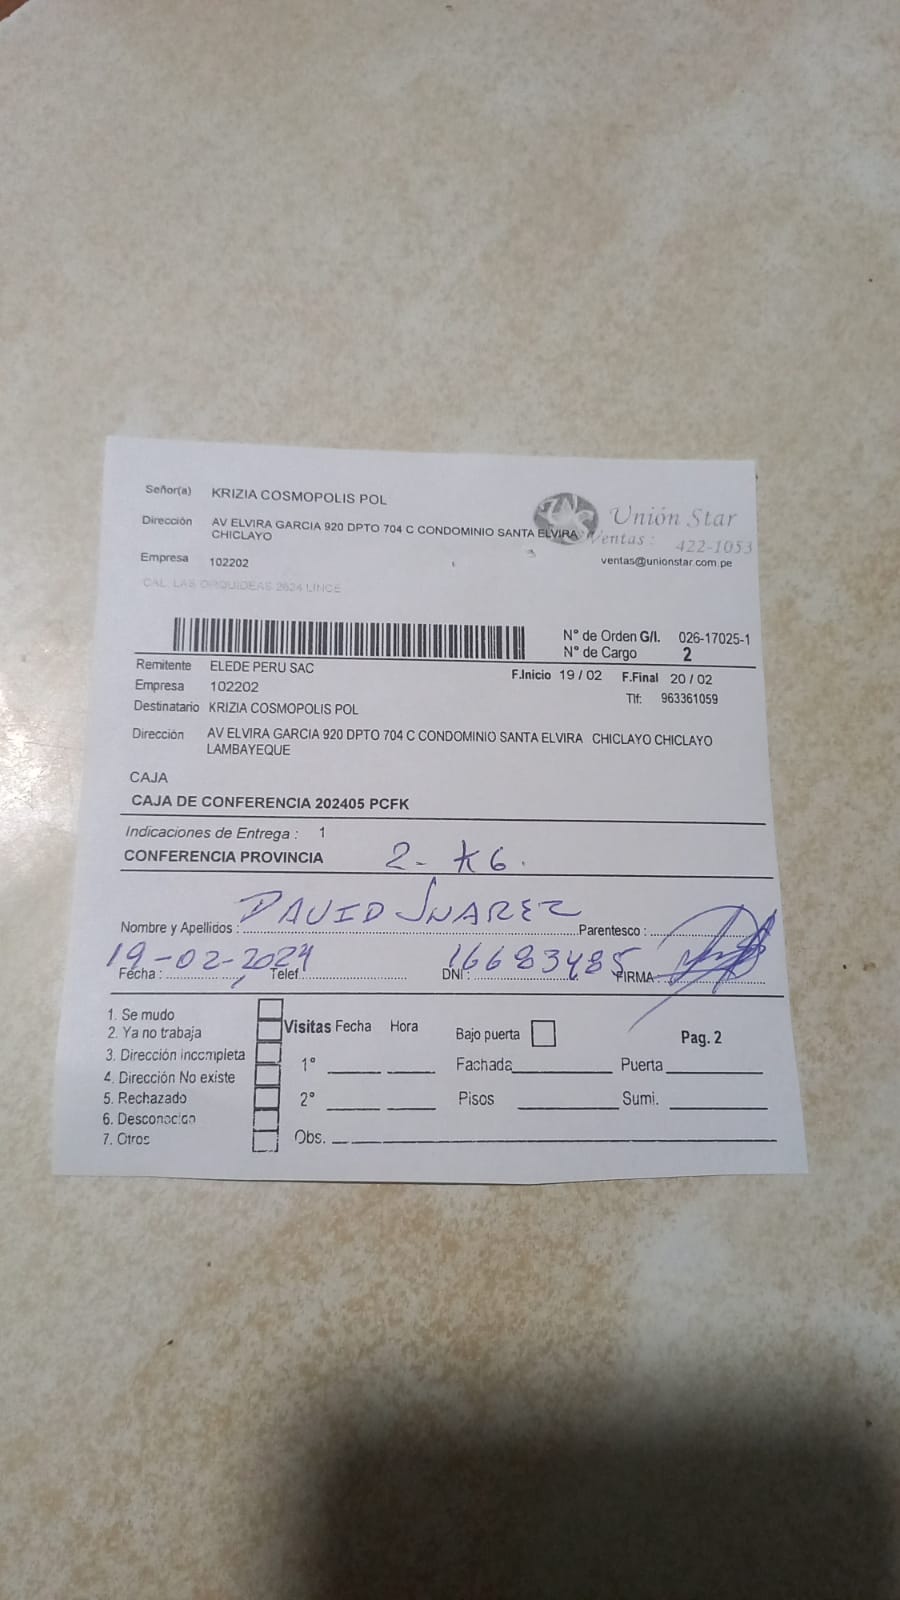 Señor(a) KRIZIA COSMOPOLIS POL
Dirección AV ELVIRA GARCIA 920 DPTO 704 C CONDOMINIO SANTA ELVIRA
CHICLAYO
Unión Star
Ventas : 422-1053
ventas@unionstar.com.pe
Empresa 102202
CAL. LAS ORQUIDEAS 2624 LINCE
N° de Orden G/I. 026-17025-1
N° de Cargo 2
Remitente ELEDE PERU SAC
F.Inicio 19 / 02 F.Final 20 / 02
Empresa 102202
Tlf: 963361059
Destinatario KRIZIA COSMOPOLIS POL
Dirección AV ELVIRA GARCIA 920 DPTO 704 C CONDOMINIO SANTA ELVIRA CHICLAYO CHICLAYO
LAMBAYEQUE
CAJA
CAJA DE CONFERENCIA 202405 PCFK
Indicaciones de Entrega : 1
CONFERENCIA PROVINCIA 2- K6.
Nombre y Apellidos : DAVID SUAREZ Parentesco :
Fecha : 19-02-2024 Telef DNI : 16683485 FIRMA :
1. Se mudo
2. Ya no trabaja
3. Dirección incompleta
4. Dirección No existe
5. Rechazado
6. Desconocido
7. Otros
Visitas Fecha Hora
1°
2°
Obs.
Bajo puerta
Pag. 2
Fachada Puerta
Pisos Sumi.